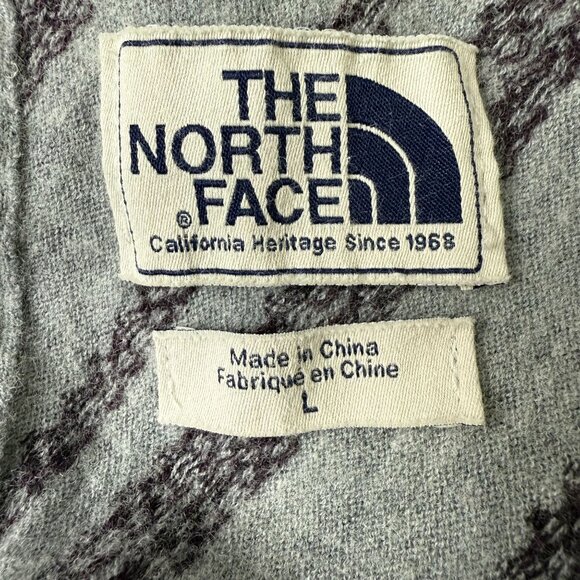 THE
NORTH
® FACE
California Heritage Since 1968
Made in China
Fabriqué en Chine
L